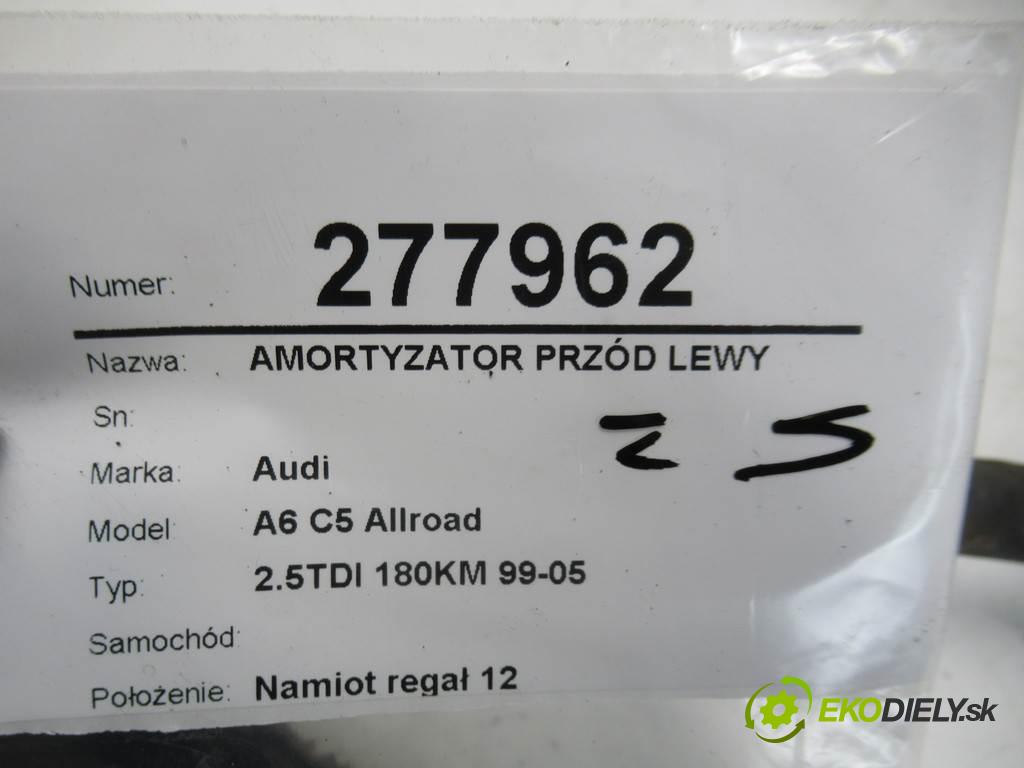 Numer: 277962
Nazwa: AMORTYZATOR PRZÓD LEWY
Sn:
Marka: Audi
Model A6 C5 Allroad
Typ: 2.5TDI 180KM 99-05
Samochód:
Położenie: Namiot regał 12
EKODIELY.sk